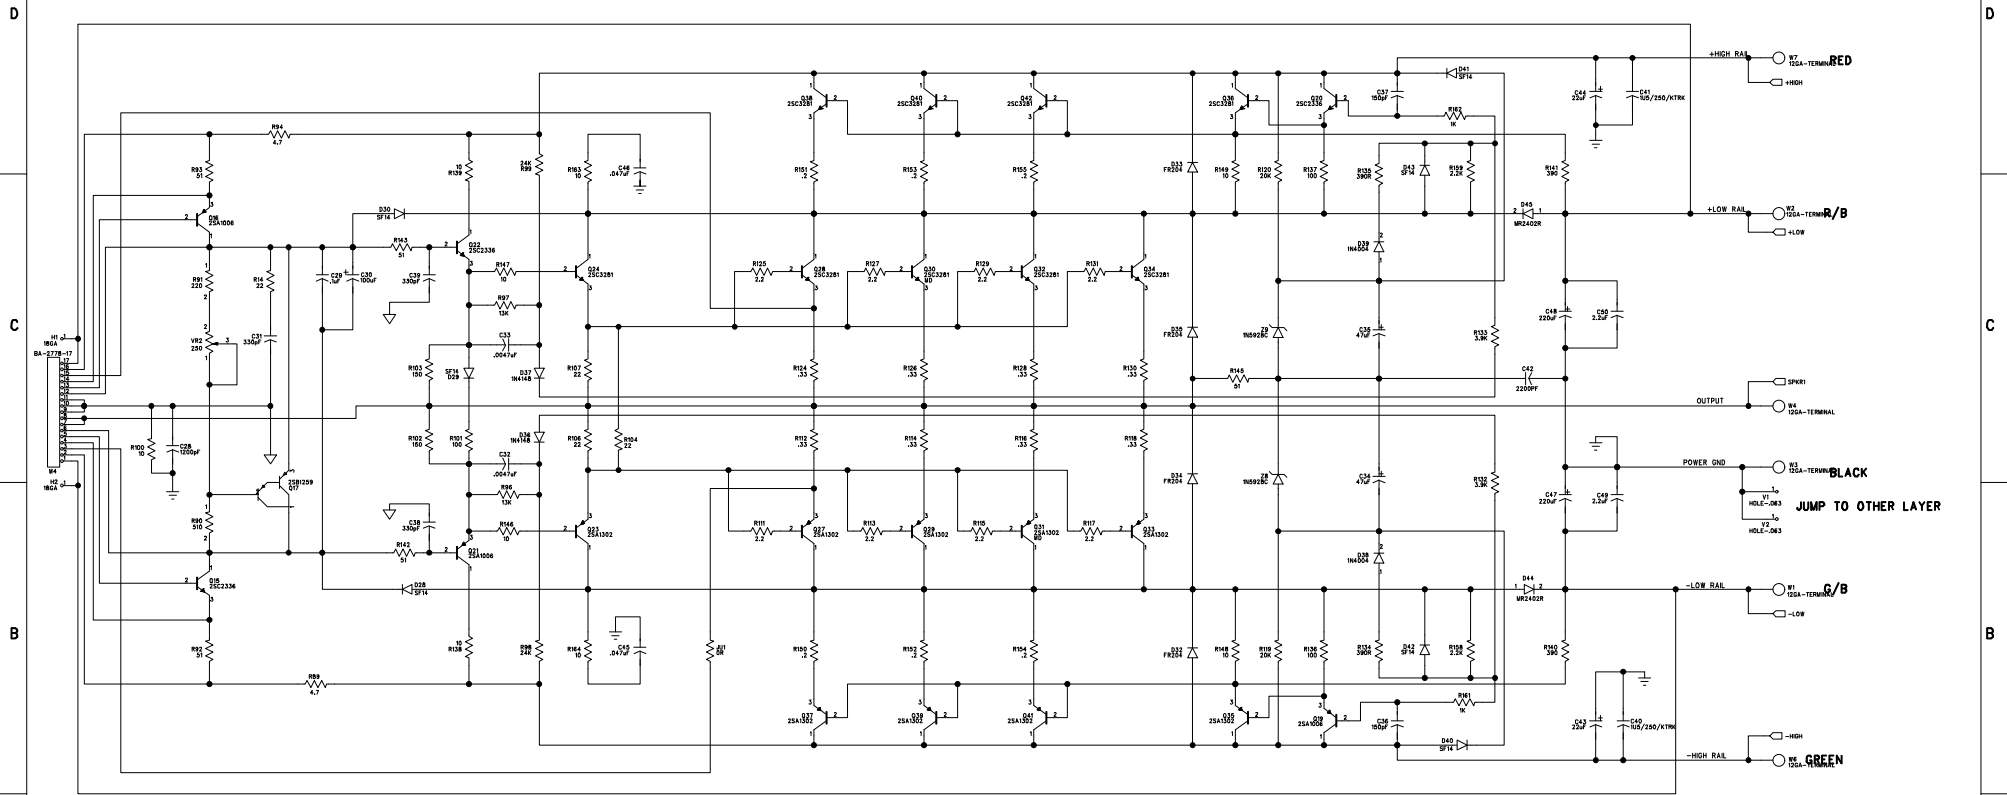 D
D
+HIGH RAIL
W7
12GA-TERMINAL
RED
+HIGH
D41
SF14
Q38
2SC3281
Q40
2SC3281
Q42
2SC3281
Q36
2SC3281
Q20
2SC2336
C37
150pF
R162
1K
C44
22uF
C41
1U5/250/KTRK
R94
4.7
R93
51
10
R139
24K
R99
R163
10
C46
.047uF
R151
.2
R153
.2
R155
.2
D33
FR204
R149
10
R120
20K
R137
100
R135
390R
D43
SF14
R159
2.2K
R141
390
Q16
2SA1006
D30
SF14
D45
MR2402R
+LOW RAIL
W2
12GA-TERMINAL
R/B
+LOW
R143
51
Q22
2SC2336
R147
10
Q24
2SC3281
R125
2.2
Q28
2SC3281
R127
2.2
Q30
2SC3281
MD
R129
2.2
Q32
2SC3281
R131
2.2
Q34
2SC3281
D39
1N4004
R91
220
R14
22
C29
.1uF
C30
100uF
C39
330pF
R97
13K
C
C
H1
18GA
BA-2778-17
VR2
250
C31
330pF
C33
.0047uF
D35
FR204
Z9
1N5928C
C35
47uF
R133
3.9K
C48
220uF
C50
2.2uF
R103
150
SF14
D29
D37
1N4148
R107
22
R124
.33
R126
.33
R128
.33
R130
.33
R145
51
C42
2200PF
SPKR1
OUTPUT
W4
12GA-TERMINAL
R100
10
C28
1200pF
R102
150
R101
100
D36
1N4148
R106
22
R104
22
R112
.33
R114
.33
R116
.33
R118
.33
C32
.0047uF
M4
H2
18GA
2SB1259
Q17
R96
13K
D34
FR204
Z8
1N5928C
C34
47uF
R132
3.9K
POWER GND
W3
12GA-TERMINAL
BLACK
C47
220uF
C49
2.2uF
V1
HOLE-.063
V2
HOLE-.063
JUMP TO OTHER LAYER
R90
510
C38
330pF
R142
51
Q21
2SA1006
R146
10
Q23
2SA1302
R111
2.2
Q27
2SA1302
R113
2.2
Q29
2SA1302
R115
2.2
Q31
2SA1302
MD
R117
2.2
Q33
2SA1302
D38
1N4004
Q15
2SC2336
D28
SF14
D44
MR2402R
-LOW RAIL
W1
12GA-TERMINAL
G/B
-LOW
B
B
R92
51
10
R138
R98
24K
R164
10
C45
.047uF
JU1
0R
R150
.2
R152
.2
R154
.2
D32
FR204
R148
10
R119
20K
R136
100
R134
390R
D42
SF14
R158
2.2K
R140
390
R89
4.7
Q37
2SA1302
Q39
2SA1302
Q41
2SA1302
Q35
2SA1302
Q19
2SA1006
C36
150pF
R161
1K
D40
SF14
C43
22uF
C40
1U5/250/KTRK
-HIGH
-HIGH RAIL
W6
12GA-TERMINAL
GREEN